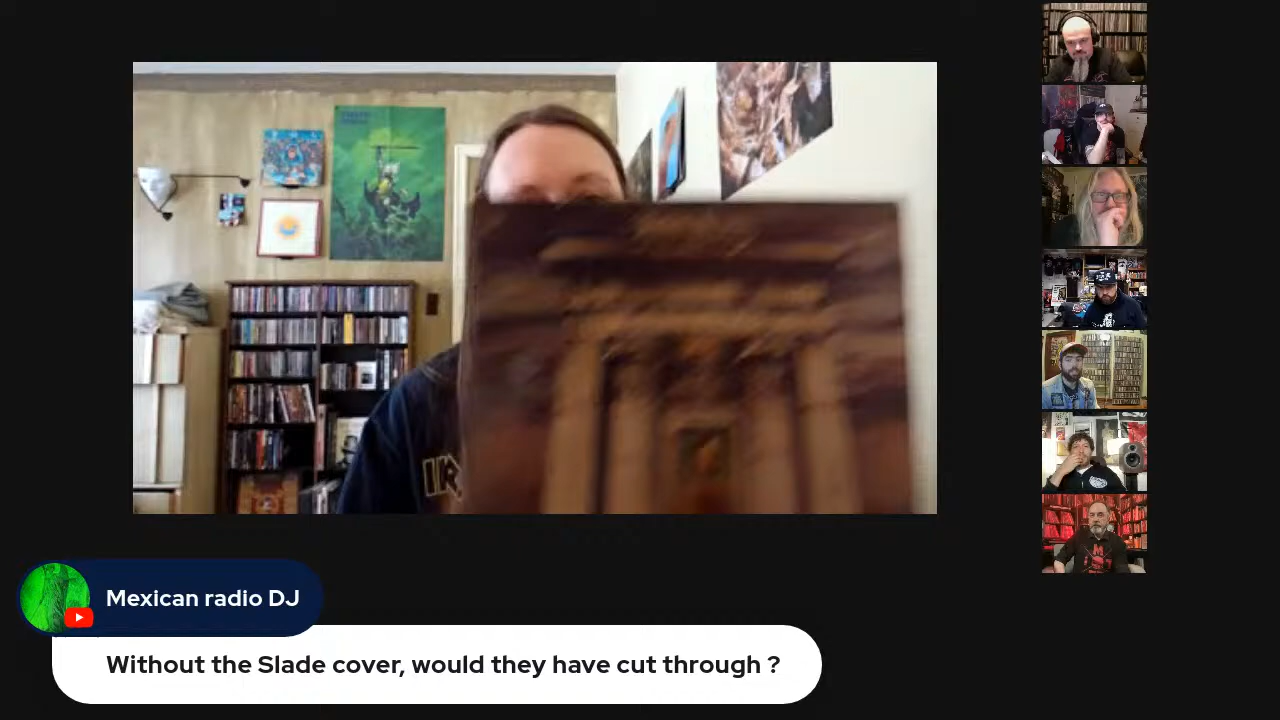 Mexican radio DJ
Without the Slade cover, would they have cut through ?